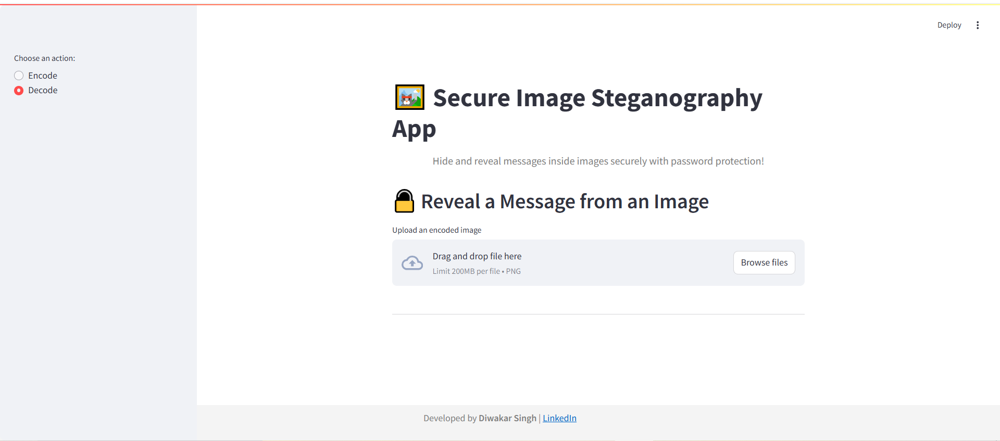 Deploy
Choose an action:
Encode
Decode
Secure Image Steganography
App
Hide and reveal messages inside images securely with password protection!
Reveal a Message from an Image
Upload an encoded image
Drag and drop file here
Limit 200MB per file • PNG
Browse files
Developed by Diwakar Singh | LinkedIn